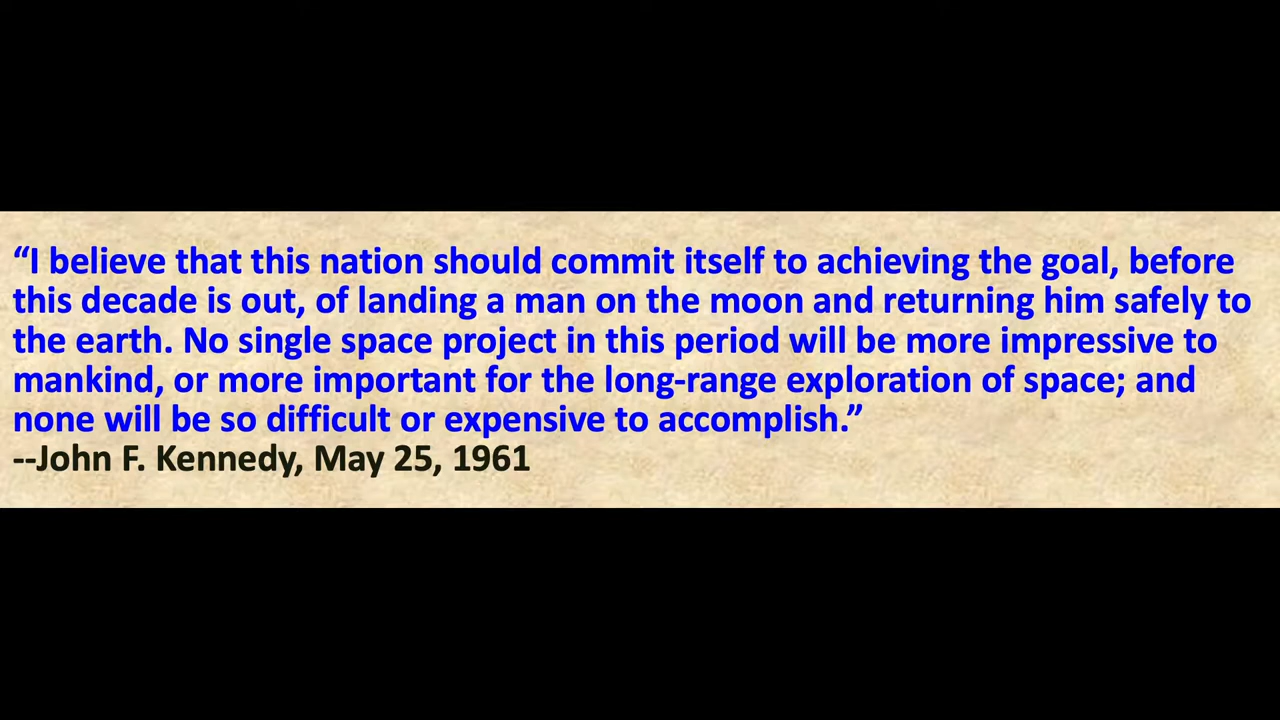 “I believe that this nation should commit itself to achieving the goal, before
this decade is out, of landing a man on the moon and returning him safely to
the earth. No single space project in this period will be more impressive to
mankind, or more important for the long-range exploration of space; and
none will be so difficult or expensive to accomplish.”
--John F. Kennedy, May 25, 1961